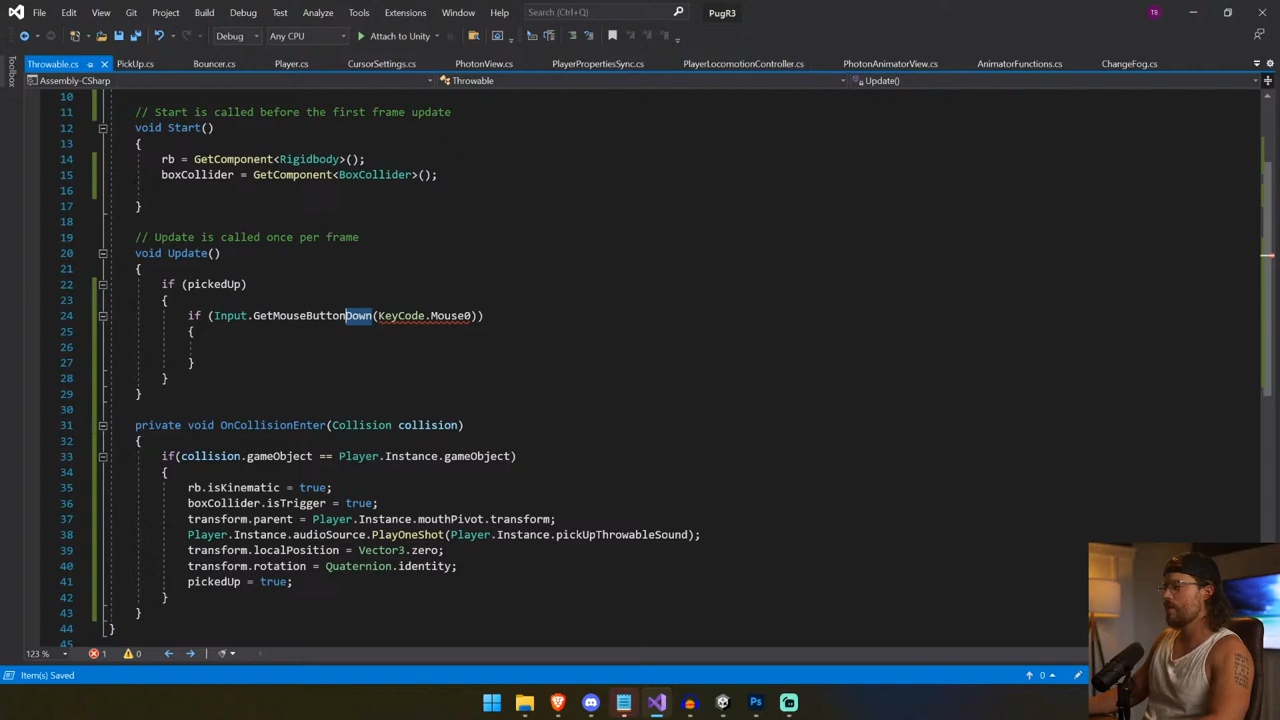 File Edit View Git Project Build Debug Test Analyze Tools Extensions Window Help Search (Ctrl+Q) PugR3 TB
Debug Any CPU Attach to Unity
Throwable.cs PickUp.cs Bouncer.cs Player.cs CursorSettings.cs PhotonView.cs PlayerPropertiesSync.cs PlayerLocomotionController.cs PhotonAnimatorView.cs AnimatorFunctions.cs ChangeFog.cs
Toolbox
Assembly-CSharp Throwable Update()
10
11 // Start is called before the first frame update
12 void Start()
13 {
14 rb = GetComponent<Rigidbody>();
15 boxCollider = GetComponent<BoxCollider>();
16
17 }
18
19 // Update is called once per frame
20 void Update()
21 {
22 if (pickedUp)
23 {
24 if (Input.GetMouseButtonDown(KeyCode.Mouse0))
25 {
26
27 }
28 }
29 }
30
31 private void OnCollisionEnter(Collision collision)
32 {
33 if(collision.gameObject == Player.Instance.gameObject)
34 {
35 rb.isKinematic = true;
36 boxCollider.isTrigger = true;
37 transform.parent = Player.Instance.mouthPivot.transform;
38 Player.Instance.audioSource.PlayOneShot(Player.Instance.pickUpThrowableSound);
39 transform.localPosition = Vector3.zero;
40 transform.rotation = Quaternion.identity;
41 pickedUp = true;
42 }
43 }
44 }
45
123 % 1 0
Item(s) Saved 0
Ps